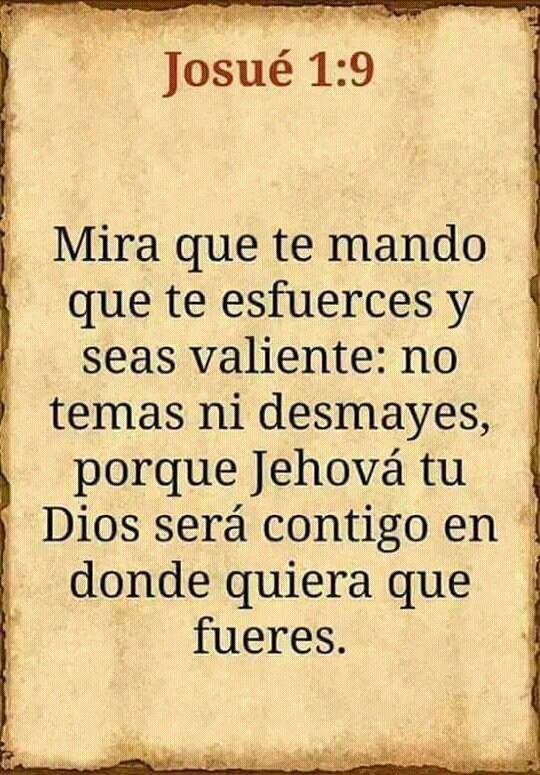 Josué 1:9
Mira que te mando
que te esfuerces y
seas valiente: no
temas ni desmayes,
porque Jehová tu
Dios será contigo en
donde quiera que
fueres.